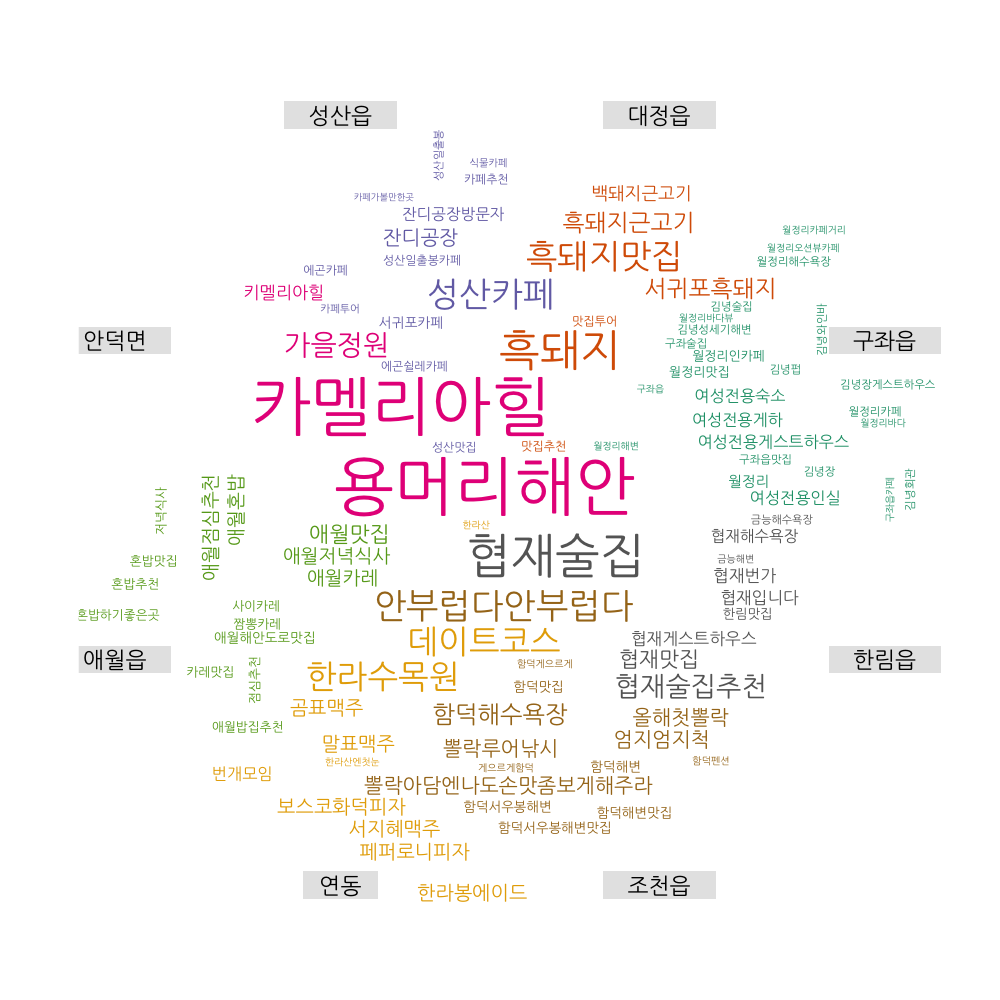 성산읍
대정읍
성산일출봉
식물카페
카페추천
카페가볼만한곳
백돼지근고기
잔디공장방문자
흑돼지근고기
월정리카페거리
잔디공장
월정리오션뷰카페
흑돼지맛집
성산일출봉카페
월정리해수욕장
에곤카페
키멜리아힐
성산카페
서귀포흑돼지
카페투어
김녕술집
김녕와인바
서귀포카페
맛집투어
월정리바다뷰
김녕성세기해변
안덕면
구좌읍
가을정원
흑돼지
구좌술집
월정리인카페
에곤쉴레카페
월정리맛집
김녕펍
김녕장게스트하우스
구좌읍
여성전용숙소
카멜리아힐
월정리카페
여성전용게하
월정리바다
성산맛집
맛집추천
월정리해변
여성전용게스트하우스
구좌읍맛집
김녕장
용머리해안
월정리
여성전용인실
구좌읍카페
김녕회관
저녁식사
애월점심추천
애월혼밥
한라산
금능해수욕장
애월맛집
협재해수욕장
애월저녁식사
협재술집
혼밥맛집
금능해변
애월카레
협재번가
혼밥추천
협재입니다
사이카레
안부럽다안부럽다
한림맛집
혼밥하기좋은곳
짬뽕카레
애월해안도로맛집
데이트코스
협재게스트하우스
애월읍
한림읍
협재맛집
함덕게으르게
카레맛집
점심추천
한라수목원
함덕맛집
협재술집추천
곰표맥주
함덕해수욕장
올해첫뽈락
애월밥집추천
말표맥주
뽈락루어낚시
엄지엄지척
한라산엔첫눈
게으르게함덕
함덕해변
함덕펜션
번개모임
뽈락아담엔나도손맛좀보게해주라
보스코화덕피자
함덕서우봉해변
함덕해변맛집
서지혜맥주
함덕서우봉해변맛집
페퍼로니피자
연동
조천읍
한라봉에이드